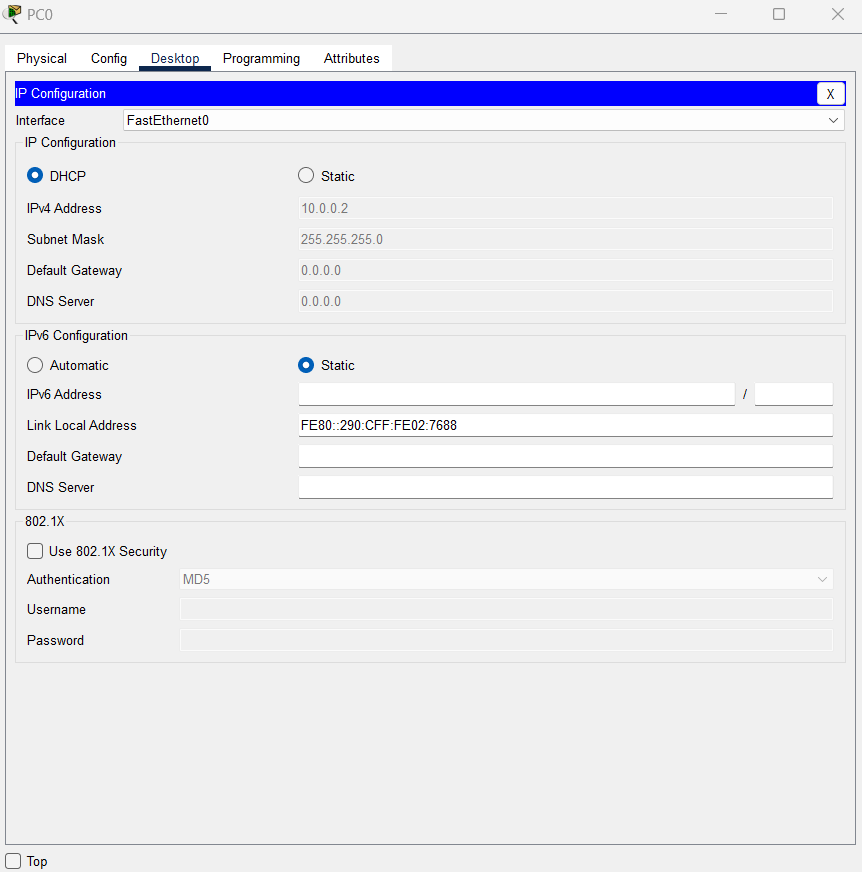 PC0
Physical Config Desktop Programming Attributes
IP Configuration X
Interface FastEthernet0
IP Configuration
DHCP Static
IPv4 Address 10.0.0.2
Subnet Mask 255.255.255.0
Default Gateway 0.0.0.0
DNS Server 0.0.0.0
IPv6 Configuration
Automatic Static
IPv6 Address /
Link Local Address FE80::290:CFF:FE02:7688
Default Gateway
DNS Server
802.1X
Use 802.1X Security
Authentication MD5
Username
Password
Top